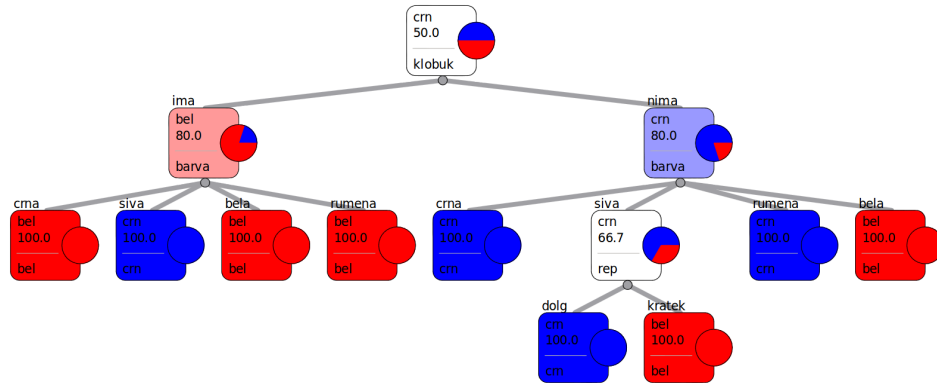 crn
50.0
klobuk
ima
nima
bel
80.0
barva
crn
80.0
barva
crna
siva
bela
rumena
crna
siva
rumena
bela
bel
100.0
bel
crn
100.0
crn
bel
100.0
bel
bel
100.0
bel
crn
100.0
crn
crn
66.7
rep
crn
100.0
crn
bel
100.0
bel
dolg
kratek
crn
100.0
crn
bel
100.0
bel